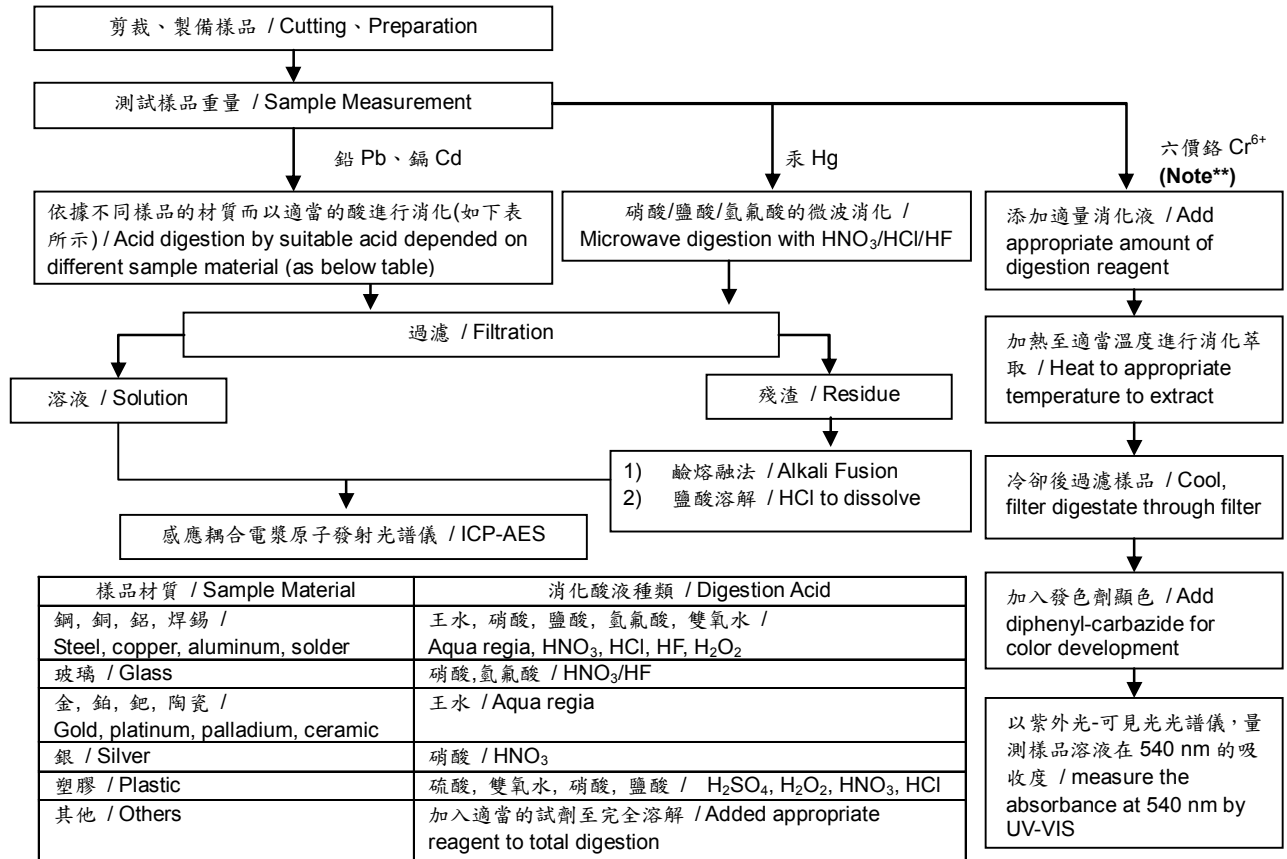 剪裁、製備樣品 / Cutting、Preparation
測試樣品重量 / Sample Measurement
鉛 Pb、鎘 Cd
汞 Hg
六價鉻 Cr⁶⁺
(Note**)
依據不同樣品的材質而以適當的酸進行消化(如下表
所示) / Acid digestion by suitable acid depended on
different sample material (as below table)
硝酸/鹽酸/氫氟酸的微波消化 /
Microwave digestion with HNO₃/HCl/HF
添加適量消化液 / Add
appropriate amount of
digestion reagent
過濾 / Filtration
加熱至適當溫度進行消化萃
取 / Heat to appropriate
temperature to extract
溶液 / Solution
殘渣 / Residue
1) 鹼熔融法 / Alkali Fusion
2) 鹽酸溶解 / HCl to dissolve
冷卻後過濾樣品 / Cool,
filter digestate through filter
感應耦合電漿原子發射光譜儀 / ICP-AES
加入發色劑顯色 / Add
diphenyl-carbazide for
color development
以紫外光-可見光光譜儀，量
測樣品溶液在 540 nm 的吸
收度 / measure the
absorbance at 540 nm by
UV-VIS
樣品材質 / Sample Material
消化酸液種類 / Digestion Acid
鋼, 銅, 鋁, 焊錫 /
Steel, copper, aluminum, solder
王水, 硝酸, 鹽酸, 氫氟酸, 雙氧水 /
Aqua regia, HNO₃, HCl, HF, H₂O₂
玻璃 / Glass
硝酸,氫氟酸 / HNO₃/HF
金, 鉑, 鈀, 陶瓷 /
Gold, platinum, palladium, ceramic
王水 / Aqua regia
銀 / Silver
硝酸 / HNO₃
塑膠 / Plastic
硫酸, 雙氧水, 硝酸, 鹽酸 / H₂SO₄, H₂O₂, HNO₃, HCl
其他 / Others
加入適當的試劑至完全溶解 / Added appropriate
reagent to total digestion